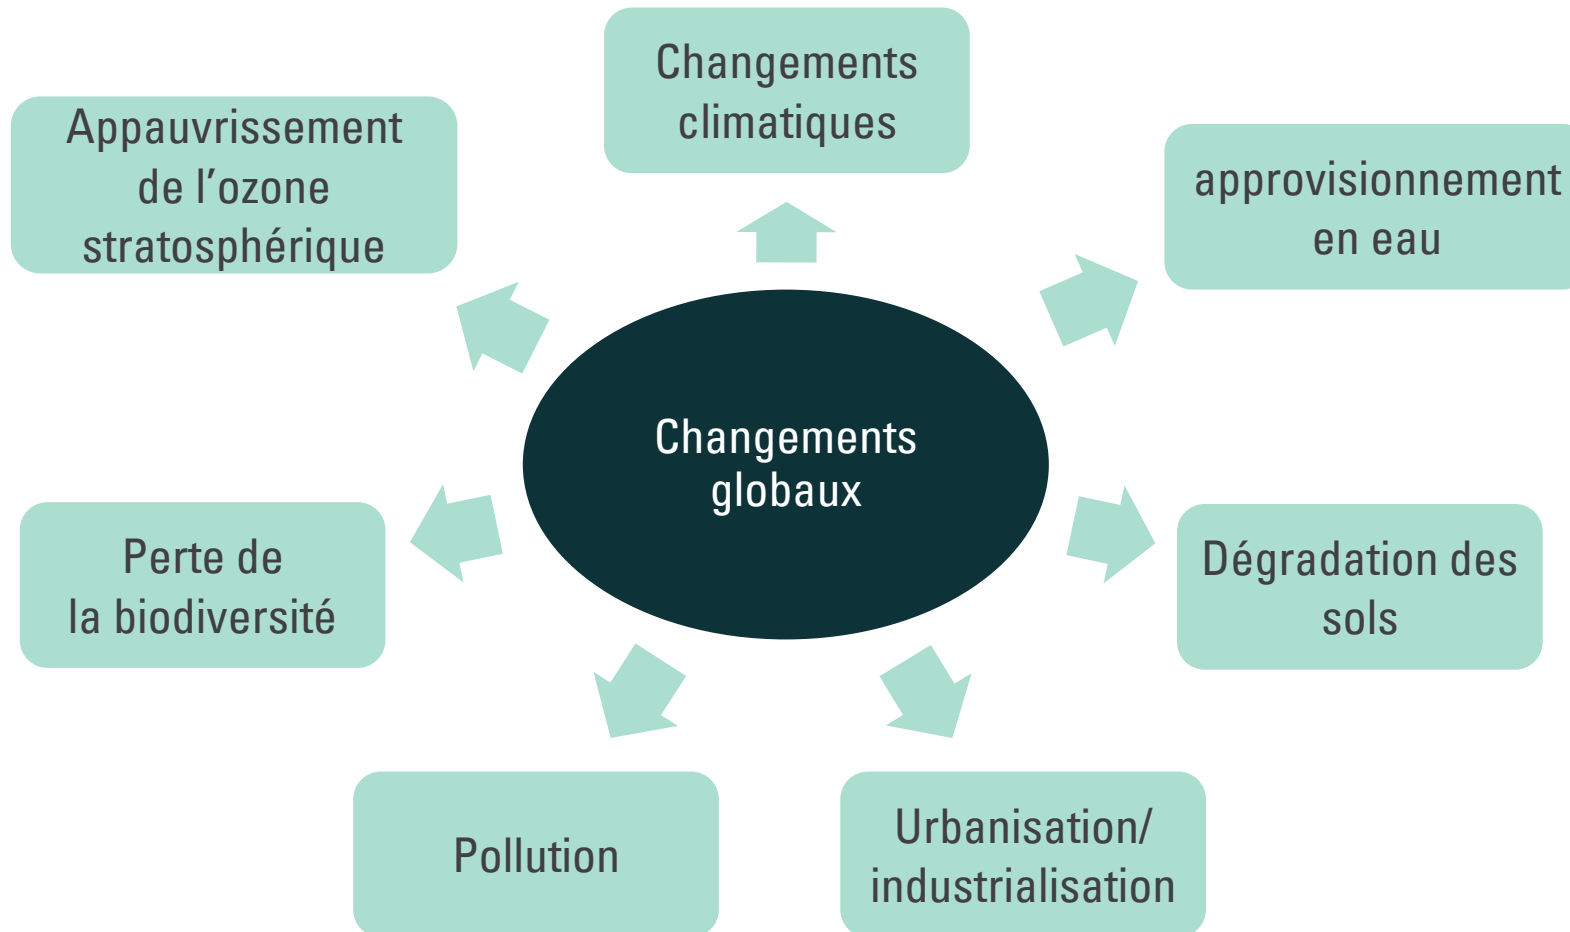 Changements
climatiques
Appauvrissement
de l’ozone
stratosphérique
approvisionnement
en eau
Changements
globaux
Perte de
la biodiversité
Dégradation des
sols
Pollution
Urbanisation/
industrialisation